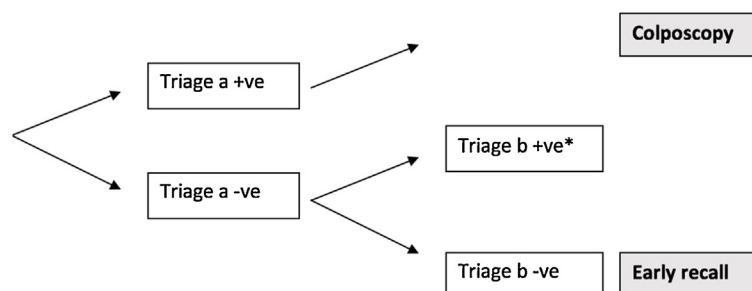 Colposcopy
Triage a +ve
Triage b +ve*
Triage a -ve
Triage b -ve
Early recall